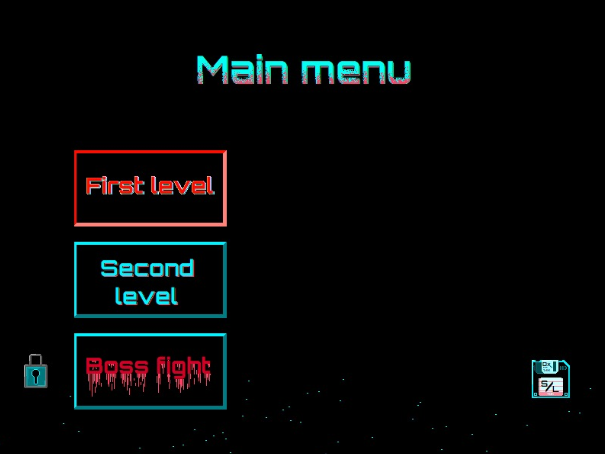 Main menu
First level
Second
level
Boss fight
S/L